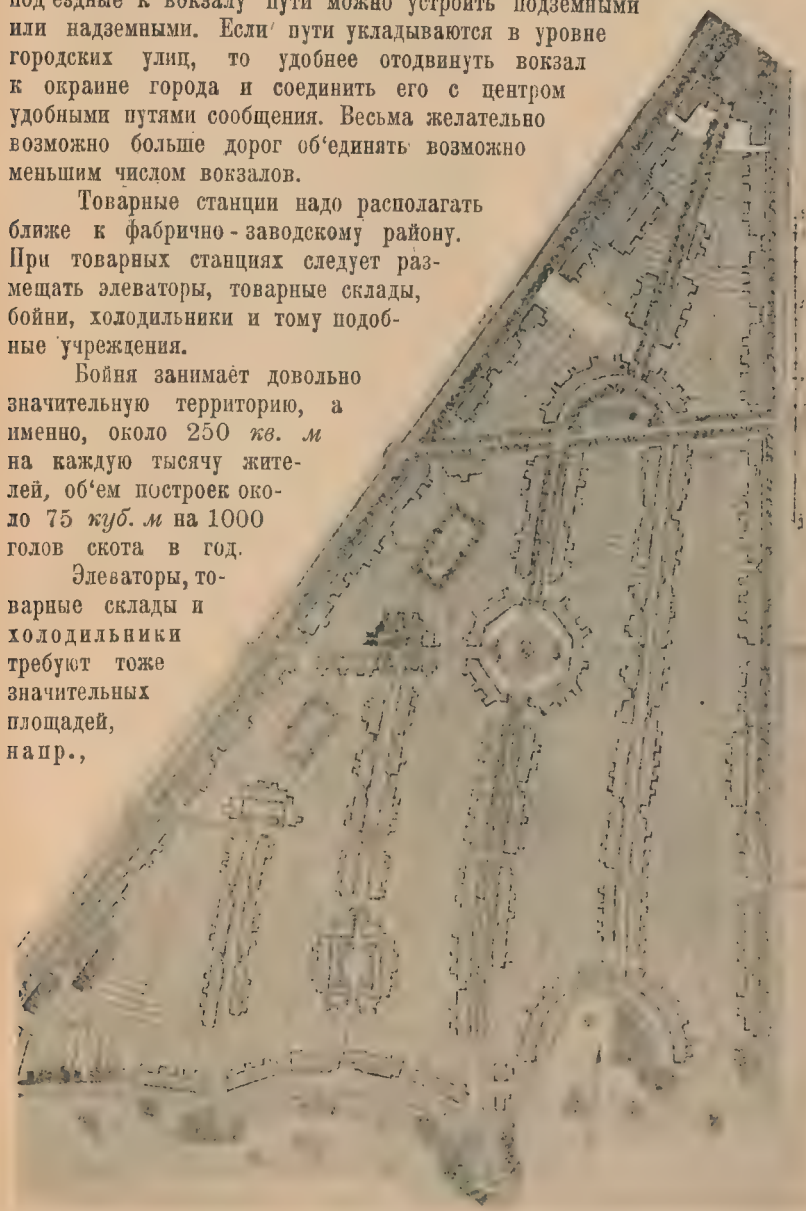 под‘ездные к вокзалу пути можно устроить подземными
или надземными. Если пути укладываются в уровне
городских улиц, то удобнее отодвинуть вокзал
к окраине города и соединить его с центром
удобными путями сообщения. Весьма желательно
возможно больше дорог об‘единять возможно
меньшим числом вокзалов.
Товарные станции надо располагать
ближе к фабрично - заводскому району.
При товарных станциях следует раз-
мещать элеваторы, товарные склады,
бойни, холодильники и тому подоб-
ные учреждения.
Бойня занимает довольно
значительную территорию, а
именно, около 250 кв. м
на каждую тысячу жите-
лей, об‘ем построек око-
ло 75 куб. м на 1000
голов скота в год.
Элеваторы, то-
варные склады и
холодильники
требуют тоже
значительных
площадей,
напр.,